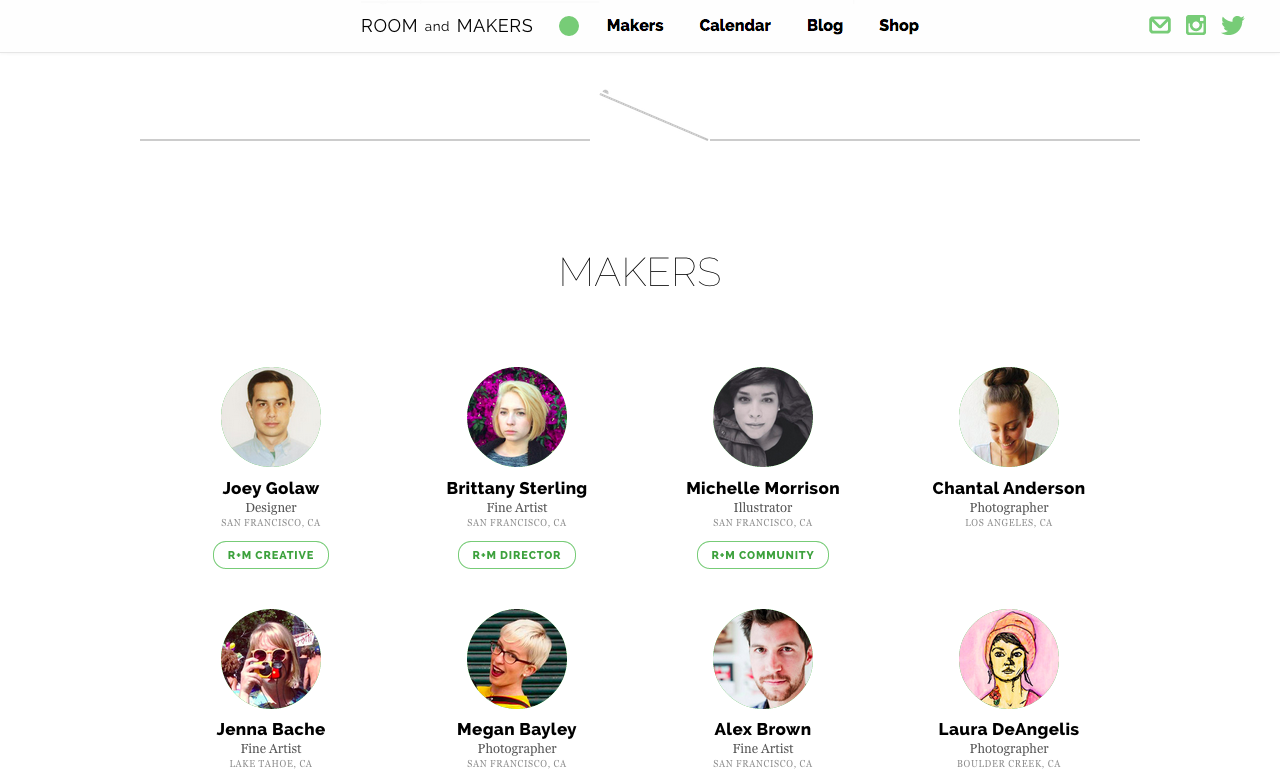 ROOM and MAKERS Makers Calendar Blog Shop
MAKERS
Joey Golaw Brittany Sterling Michelle Morrison Chantal Anderson
Designer Fine Artist Illustrator Photographer
SAN FRANCISCO, CA SAN FRANCISCO, CA SAN FRANCISCO, CA LOS ANGELES, CA
R+M CREATIVE R+M DIRECTOR R+M COMMUNITY
Jenna Bache Megan Bayley Alex Brown Laura DeAngelis
Fine Artist Photographer Fine Artist Photographer
LAKE TAHOE, CA SAN FRANCISCO, CA SAN FRANCISCO, CA BOULDER CREEK, CA